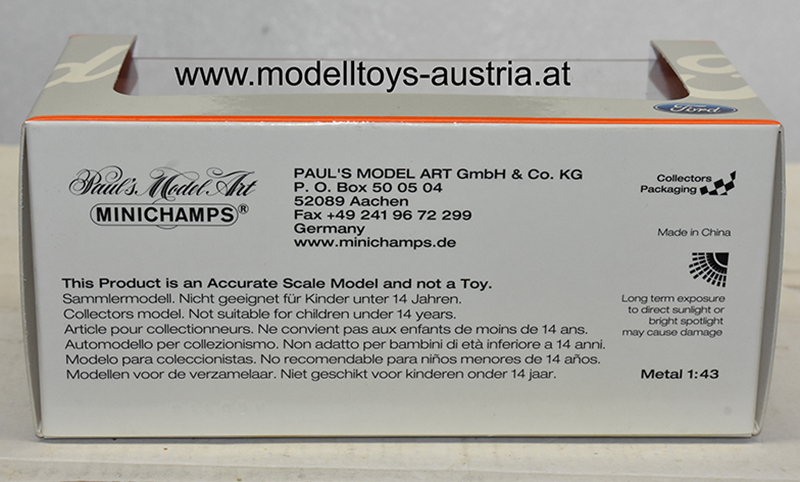 www.modelltoys-austria.at
Ford
Paul's Model Art
MINICHAMPS®
PAUL'S MODEL ART GmbH & Co. KG
P. O. Box 50 05 04
52089 Aachen
Fax +49 241 96 72 299
Germany
www.minichamps.de
Collectors
Packaging
Made in China
Long term exposure
to direct sunlight or
bright spotlight
may cause damage
This Product is an Accurate Scale Model and not a Toy.
Sammlermodell. Nicht geeignet für Kinder unter 14 Jahren.
Collectors model. Not suitable for children under 14 years.
Article pour collectionneurs. Ne convient pas aux enfants de moins de 14 ans.
Automodello per collezionismo. Non adatto per bambini di età inferiore a 14 anni.
Modelo para coleccionistas. No recomendable para niños menores de 14 años.
Modellen voor de verzamelaar. Niet geschikt voor kinderen onder 14 jaar.
Metal 1:43